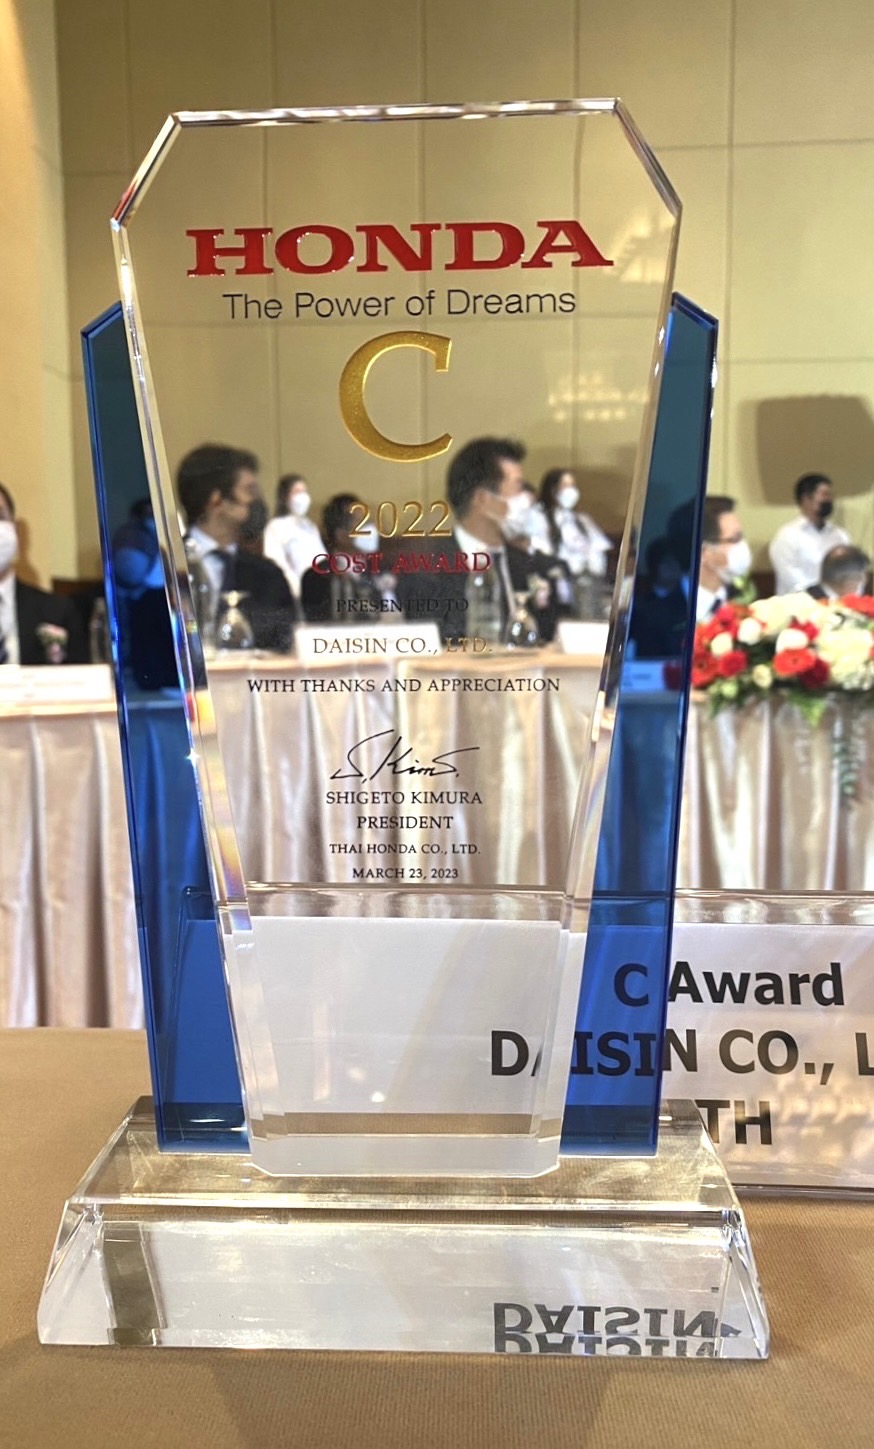 HONDA
The Power of Dreams
C
2022
COST AWARD
PRESENTED TO
DAISIN CO., LTD.
WITH THANKS AND APPRECIATION
S. Kim
SHIGETO KIMURA
PRESIDENT
THAI HONDA CO., LTD.
MARCH 23, 2023
C Award
DAISIN CO., L
TH
DAISIN